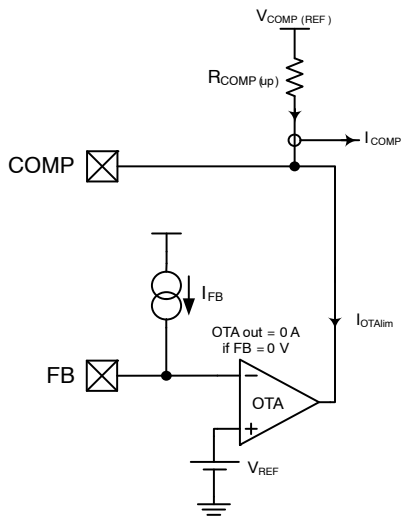 VCOMP (REF)
RCOMP (up)
ICOMP
COMP
IFB
IOTAlim
OTA out = 0 A
if FB = 0 V
FB
−
OTA
+
VREF